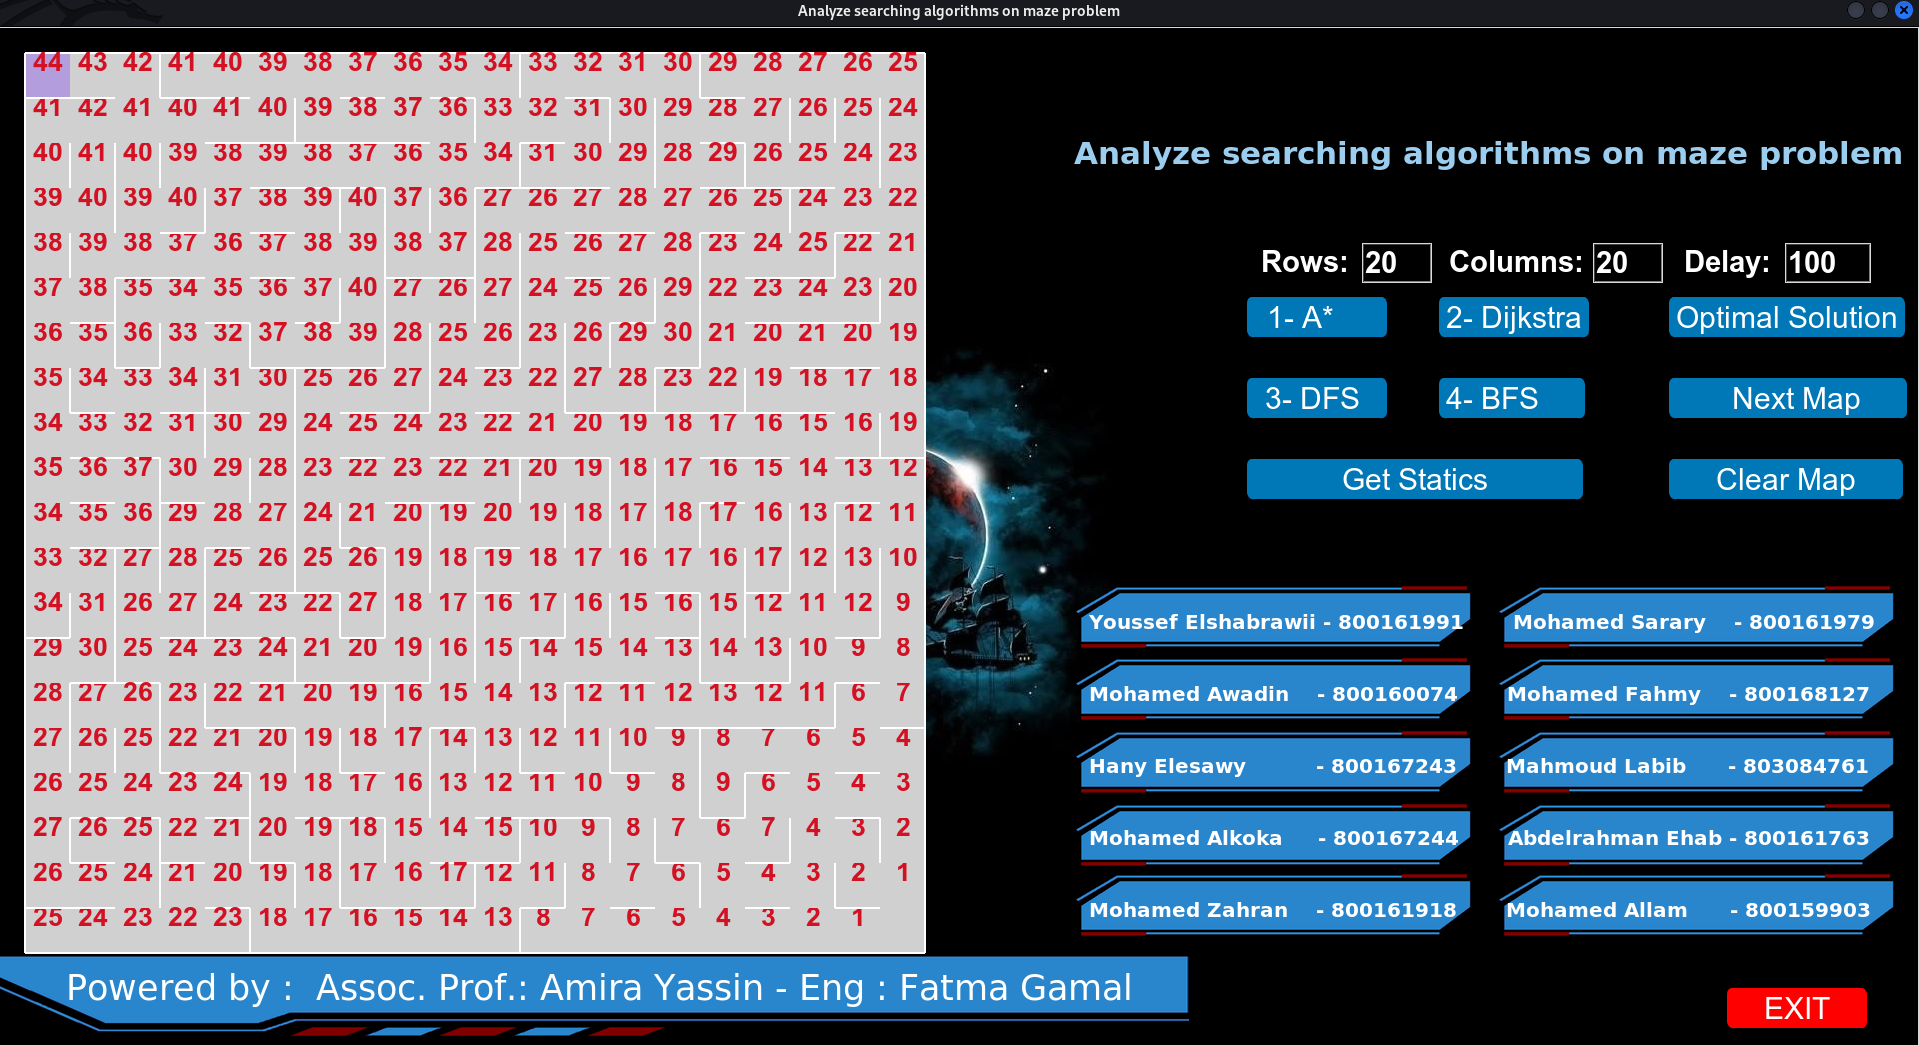 Analyze searching algorithms on maze problem
44 43 42 41 40 39 38 37 36 35 34 33 32 31 30 29 28 27 26 25
41 42 41 40 41 40 39 38 37 36 33 32 31 30 29 28 27 26 25 24
40 41 40 39 38 39 38 37 36 35 34 31 30 29 28 29 26 25 24 23
39 40 39 40 37 38 39 40 37 36 27 26 27 28 27 26 25 24 23 22
38 39 38 37 36 37 38 39 38 37 28 25 26 27 28 23 24 25 22 21
37 38 35 34 35 36 37 40 27 26 27 24 25 26 29 22 23 24 23 20
36 35 36 33 32 37 38 39 28 25 26 23 26 29 30 21 20 21 20 19
35 34 33 34 31 30 25 26 27 24 23 22 27 28 23 22 19 18 17 18
34 33 32 31 30 29 24 25 24 23 22 21 20 19 18 17 16 15 16 19
35 36 37 30 29 28 23 22 23 22 21 20 19 18 17 16 15 14 13 12
34 35 36 29 28 27 24 21 20 19 20 19 18 17 18 17 16 13 12 11
33 32 27 28 25 26 25 26 19 18 19 18 17 16 17 16 17 12 13 10
34 31 26 27 24 23 22 27 18 17 16 17 16 15 16 15 12 11 12 9
29 30 25 24 23 24 21 20 19 16 15 14 15 14 13 14 13 10 9 8
28 27 26 23 22 21 20 19 16 15 14 13 12 11 12 13 12 11 6 7
27 26 25 22 21 20 19 18 17 14 13 12 11 10 9 8 7 6 5 4
26 25 24 23 24 19 18 17 16 13 12 11 10 9 8 9 6 5 4 3
27 26 25 22 21 20 19 18 15 14 15 10 9 8 7 6 7 4 3 2
26 25 24 21 20 19 18 17 16 17 12 11 8 7 6 5 4 3 2 1
25 24 23 22 23 18 17 16 15 14 13 8 7 6 5 4 3 2 1
Analyze searching algorithms on maze problem
Rows: 20 Columns: 20 Delay: 100
1- A* 2- Dijkstra Optimal Solution
3- DFS 4- BFS Next Map
Get Statics Clear Map
Youssef Elshabrawii - 800161991 Mohamed Sarary - 800161979
Mohamed Awadin - 800160074 Mohamed Fahmy - 800168127
Hany Elesawy - 800167243 Mahmoud Labib - 803084761
Mohamed Alkoka - 800167244 Abdelrahman Ehab - 800161763
Mohamed Zahran - 800161918 Mohamed Allam - 800159903
Powered by : Assoc. Prof.: Amira Yassin - Eng : Fatma Gamal
EXIT